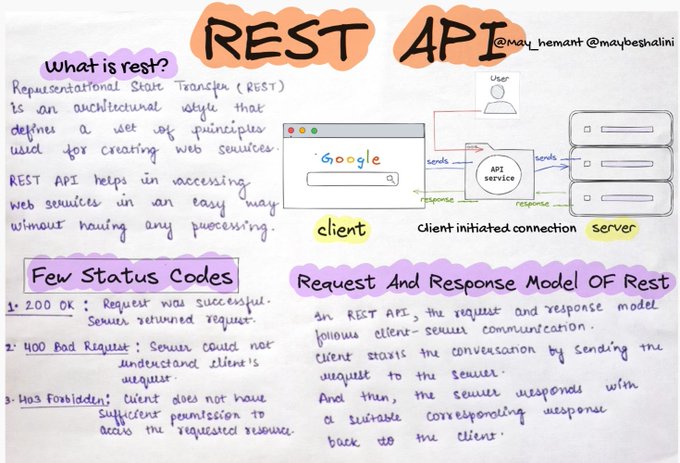 REST API
@May_hemant @maybeshalini
What is rest?
Representational State Transfer (REST)
is an architectural style that
defines a set of principles
used for creating web services.
REST API helps in accessing
web services in an easy way
without having any processing.
User
Google
sends
API
service
sends
response
response
client
Client initiated connection
server
Few Status Codes
1. 200 OK : Request was successful.
Server returned request.
2. 400 Bad Request : Server could not
understand client's
request.
3. 403 Forbidden : Client does not have
sufficient permission to
access the requested resource.
Request And Response Model OF Rest
In REST API, the request and response model
follows client-server communication.
Client starts the conversation by sending the
request to the server.
And then, the server responds with
a suitable corresponding response
back to the client.